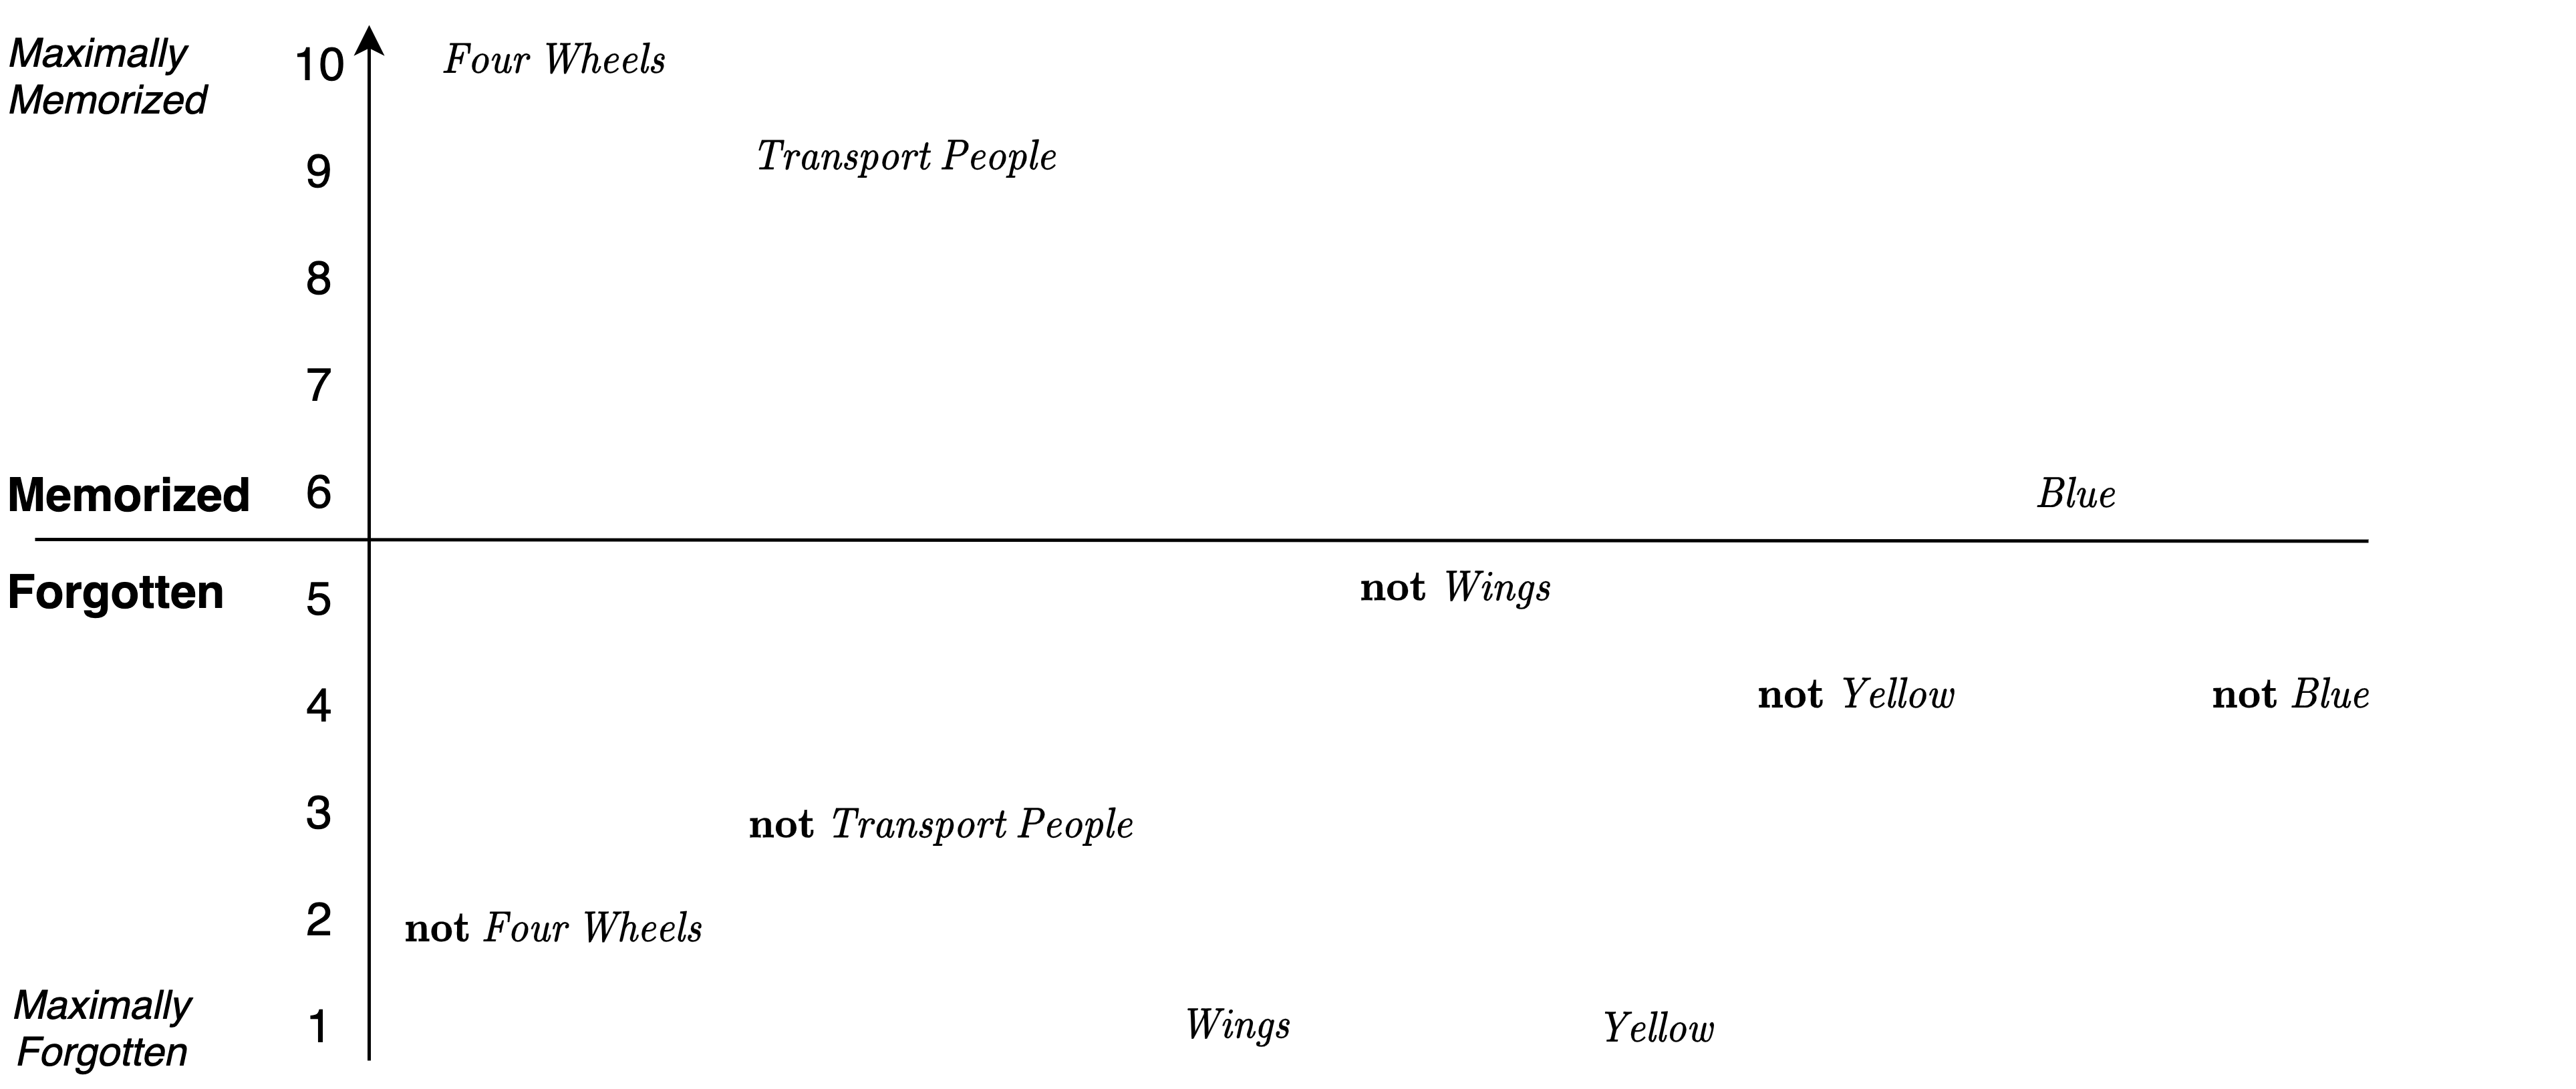 Maximally
Memorized
10
Four Wheels
9
Transport People
8
7
Memorized 6
Blue
Forgotten 5
not Wings
4
not Yellow
not Blue
3
not Transport People
2
not Four Wheels
Maximally
Forgotten
1
Wings
Yellow